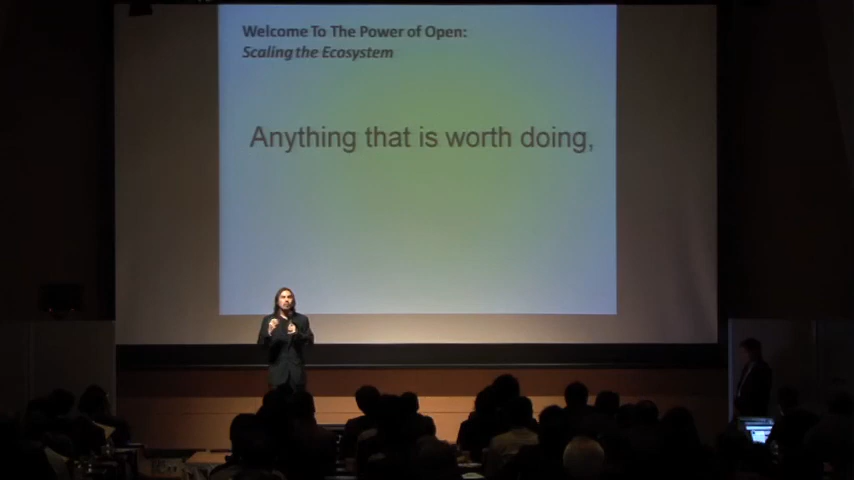 Welcome To The Power of Open:
Scaling the Ecosystem
Anything that is worth doing,